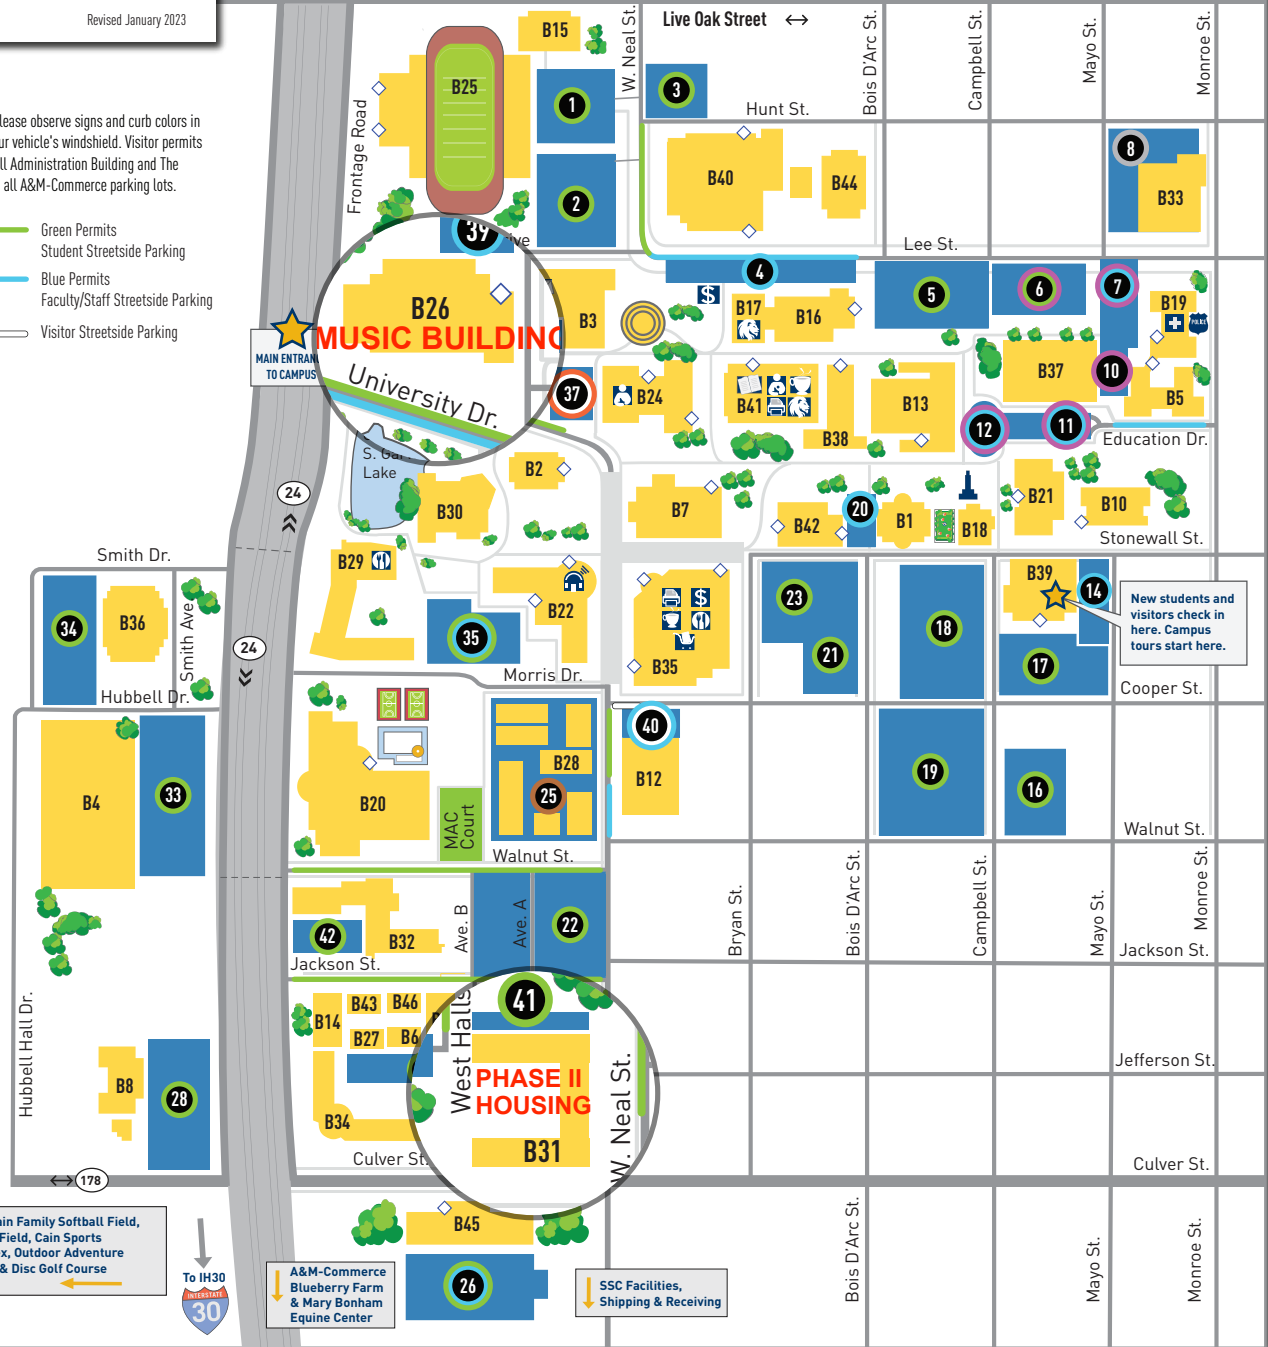 Revised January 2023
lease observe signs and curb colors in
ur vehicle's windshield. Visitor permits
ll Administration Building and The
all A&M-Commerce parking lots.
Green Permits
Student Streetside Parking
Blue Permits
Faculty/Staff Streetside Parking
Visitor Streetside Parking
Live Oak Street
W. Neal St.
Bois D'Arc St.
Campbell St.
Mayo St.
Monroe St.
B15
B25
1
3
Hunt St.
Frontage Road
2
B40
B44
8
B33
39
ive
Lee St.
4
5
6
7
B26
MUSIC BUILDING
B3
$
B17
B16
B19
POLICE
MAIN ENTRAN
TO CAMPUS
University Dr.
37
B24
B41
B38
B13
B37
10
B5
12
11
Education Dr.
S. Ga
Lake
B2
B30
24
B7
B42
20
B1
B18
B21
B10
Stonewall St.
Smith Dr.
B29
B22
B39
14
New students and
visitors check in
here. Campus
tours start here.
34
B36
Smith Ave.
24
35
$
B35
23
21
18
17
Hubbell Dr.
Morris Dr.
Cooper St.
40
B12
B28
25
B4
33
B20
MAC
Court
19
16
Walnut St.
Walnut St.
42
B32
Ave. B
Ave. A
22
Bryan St.
Bois D'Arc St.
Campbell St.
Mayo St.
Monroe St.
Jackson St.
Jackson St.
Hubbell Hall Dr.
B14
B43
B46
B27
B6
West Halls
41
PHASE II
HOUSING
B31
W. Neal St.
Jefferson St.
B8
28
B34
Culver St.
Culver St.
178
ain Family Softball Field,
Field, Cain Sports
x, Outdoor Adventure
& Disc Golf Course
To IH30
INTERSTATE
30
A&M-Commerce
Blueberry Farm
& Mary Bonham
Equine Center
B45
26
SSC Facilities,
Shipping & Receiving
Bois D'Arc St.
Mayo St.
Monroe St.